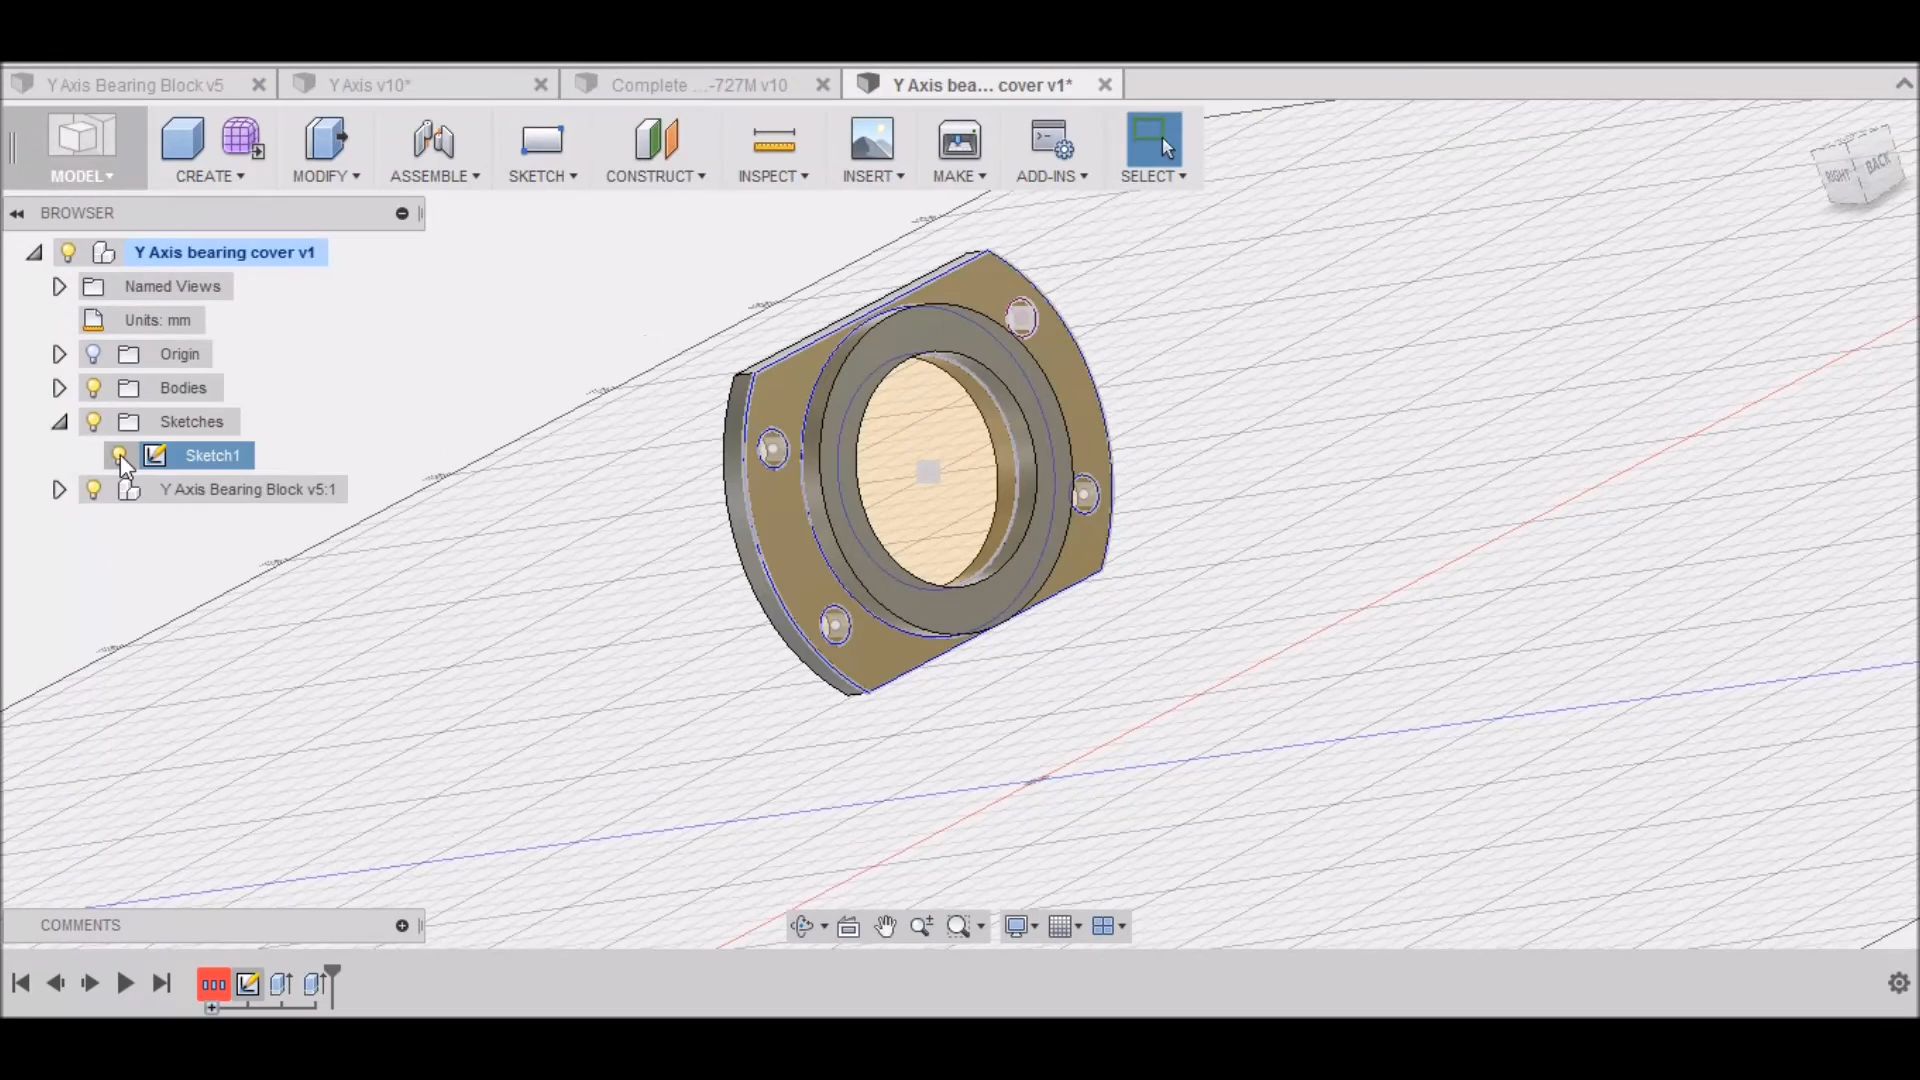 Y Axis Bearing Block v5
Y Axis v10*
Complete ...-727M v10
Y Axis bea... cover v1*
MODEL
CREATE
MODIFY
ASSEMBLE
SKETCH
CONSTRUCT
INSPECT
INSERT
MAKE
ADD-INS
SELECT
RIGHT
BACK
BROWSER
Y Axis bearing cover v1
Named Views
Units: mm
Origin
Bodies
Sketches
Sketch1
Y Axis Bearing Block v5:1
COMMENTS